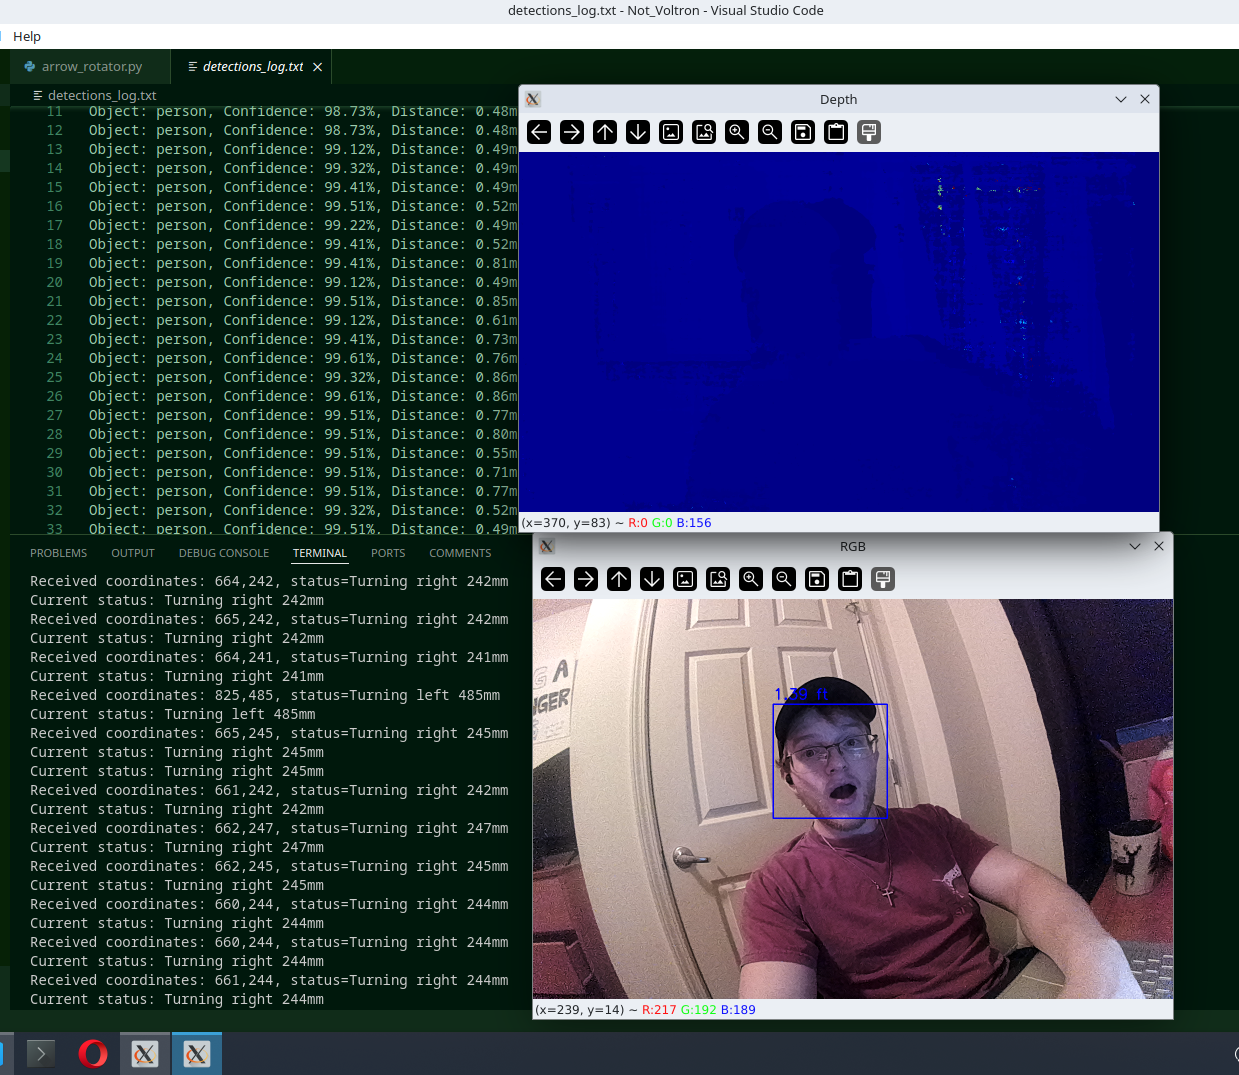 detections_log.txt - Not_Voltron - Visual Studio Code
Help
arrow_rotator.py
detections_log.txt
detections_log.txt
11 Object: person, Confidence: 98.73%, Distance: 0.48m
12 Object: person, Confidence: 98.73%, Distance: 0.48m
13 Object: person, Confidence: 99.12%, Distance: 0.49m
14 Object: person, Confidence: 99.32%, Distance: 0.49m
15 Object: person, Confidence: 99.41%, Distance: 0.49m
16 Object: person, Confidence: 99.51%, Distance: 0.52m
17 Object: person, Confidence: 99.22%, Distance: 0.49m
18 Object: person, Confidence: 99.41%, Distance: 0.52m
19 Object: person, Confidence: 99.41%, Distance: 0.81m
20 Object: person, Confidence: 99.12%, Distance: 0.49m
21 Object: person, Confidence: 99.51%, Distance: 0.85m
22 Object: person, Confidence: 99.12%, Distance: 0.61m
23 Object: person, Confidence: 99.41%, Distance: 0.73m
24 Object: person, Confidence: 99.61%, Distance: 0.76m
25 Object: person, Confidence: 99.32%, Distance: 0.86m
26 Object: person, Confidence: 99.61%, Distance: 0.86m
27 Object: person, Confidence: 99.51%, Distance: 0.77m
28 Object: person, Confidence: 99.51%, Distance: 0.80m
29 Object: person, Confidence: 99.51%, Distance: 0.55m
30 Object: person, Confidence: 99.51%, Distance: 0.71m
31 Object: person, Confidence: 99.51%, Distance: 0.77m
32 Object: person, Confidence: 99.32%, Distance: 0.52m
33 Object: person, Confidence: 99.51%, Distance: 0.49m
Depth
(x=370, y=83) ~ R:0 G:0 B:156
PROBLEMS OUTPUT DEBUG CONSOLE TERMINAL PORTS COMMENTS
Received coordinates: 664,242, status=Turning right 242mm
Current status: Turning right 242mm
Received coordinates: 665,242, status=Turning right 242mm
Current status: Turning right 242mm
Received coordinates: 664,241, status=Turning right 241mm
Current status: Turning right 241mm
Received coordinates: 825,485, status=Turning left 485mm
Current status: Turning left 485mm
Received coordinates: 665,245, status=Turning right 245mm
Current status: Turning right 245mm
Current status: Turning right 245mm
Received coordinates: 661,242, status=Turning right 242mm
Current status: Turning right 242mm
Received coordinates: 662,247, status=Turning right 247mm
Current status: Turning right 247mm
Received coordinates: 662,245, status=Turning right 245mm
Current status: Turning right 245mm
Received coordinates: 660,244, status=Turning right 244mm
Current status: Turning right 244mm
Received coordinates: 660,244, status=Turning right 244mm
Current status: Turning right 244mm
Received coordinates: 661,244, status=Turning right 244mm
Current status: Turning right 244mm
RGB
1.39 ft
(x=239, y=14) ~ R:217 G:192 B:189